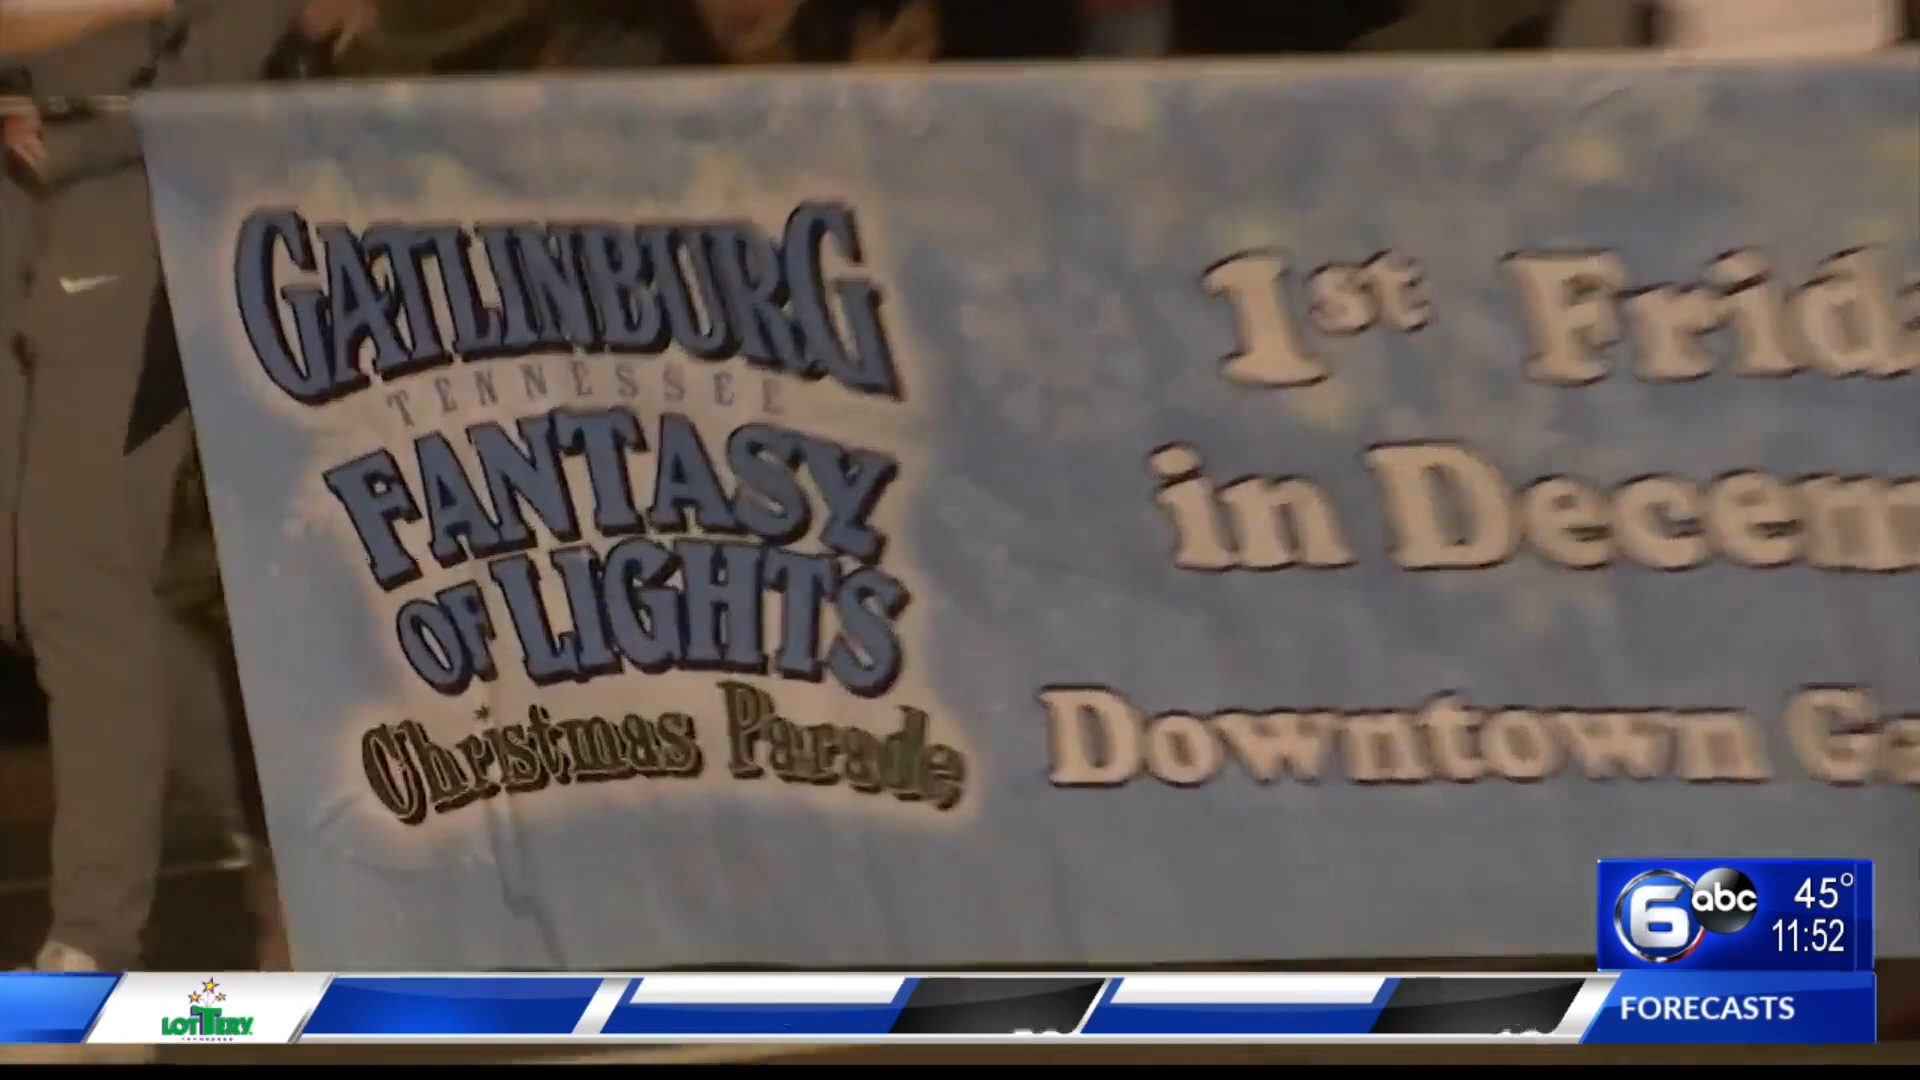 GATLINBURG
TENNESSEE
FANTASY
OF LIGHTS
Christmas Parade
1st Frida
in Decem
Downtown Ga
6 abc 45°
11:52
LOTTERY
FORECASTS